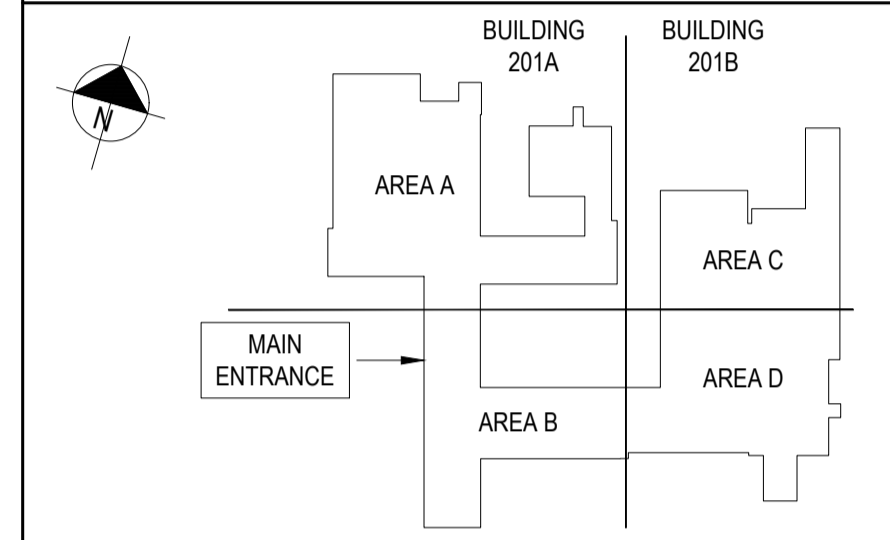 BUILDING
201A
BUILDING
201B
N
AREA A
AREA C
MAIN
ENTRANCE
AREA D
AREA B